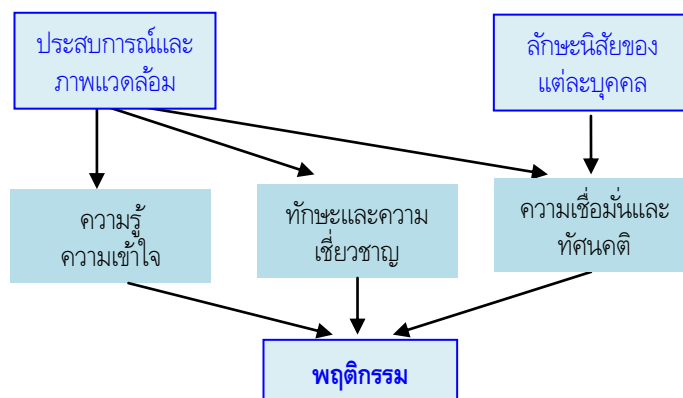 ประสบการณ์และ
ภาพแวดล้อม
ลักษะนิสัยของ
แต่ละบุคคล
ความรู้
ความเข้าใจ
ทักษะและความ
เชี่ยวชาญ
ความเชื่อมั่นและ
ทัศนคติ
พฤติกรรม